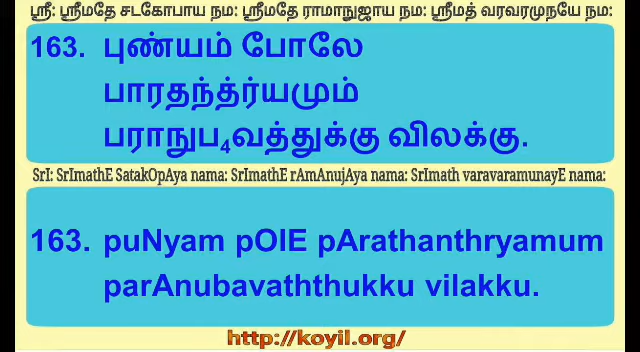 ஸ்ரீ: ஸ்ரீமதே சடகோபாய நம: ஸ்ரீமதே ராமாநுஜாய நம: ஸ்ரீமத் வரவரமுநயே நம:
163. புண்யம் போலே
பாரதந்த்ர்யமும்
பராநுப4வத்துக்கு விலக்கு.
SrI: SrImathE SatakOpAya nama: SrImathE rAmAnujAya nama: SrImath varavaramunayE nama:
163. puNyam pOlE pArathanthryamum
parAnubavaththukku vilakku.
http://koyil.org/